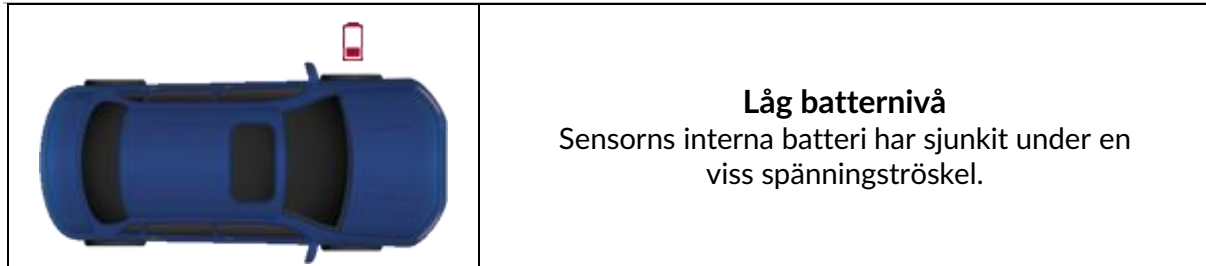 Låg batternivå
Sensorns interna batteri har sjunkit under en
viss spänningströskel.